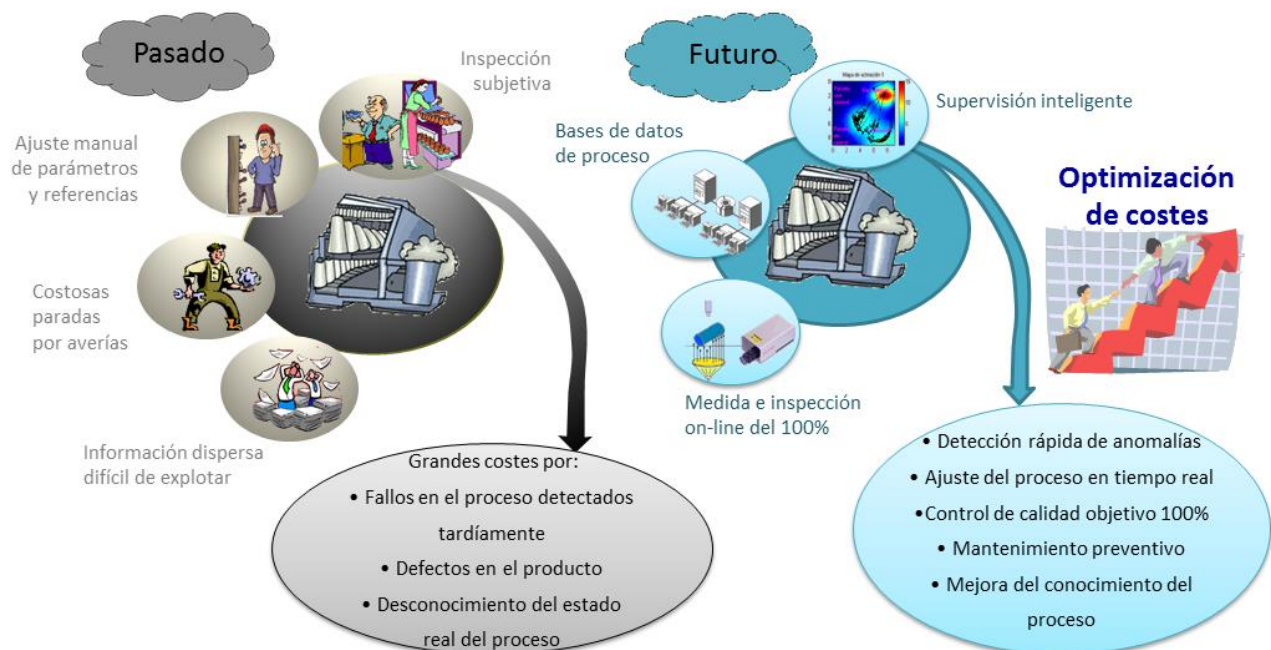 Pasado
Inspección
subjetiva
Ajuste manual
de parámetros
y referencias
Costosas
paradas
por averías
Información dispersa
difícil de explotar
Grandes costes por:
• Fallos en el proceso detectados
tardíamente
• Defectos en el producto
• Desconocimiento del estado
real del proceso
Futuro
Supervisión inteligente
Bases de datos
de proceso
Medida e inspección
on-line del 100%
Optimización
de costes
• Detección rápida de anomalías
• Ajuste del proceso en tiempo real
•Control de calidad objetivo 100%
• Mantenimiento preventivo
• Mejora del conocimiento del
proceso